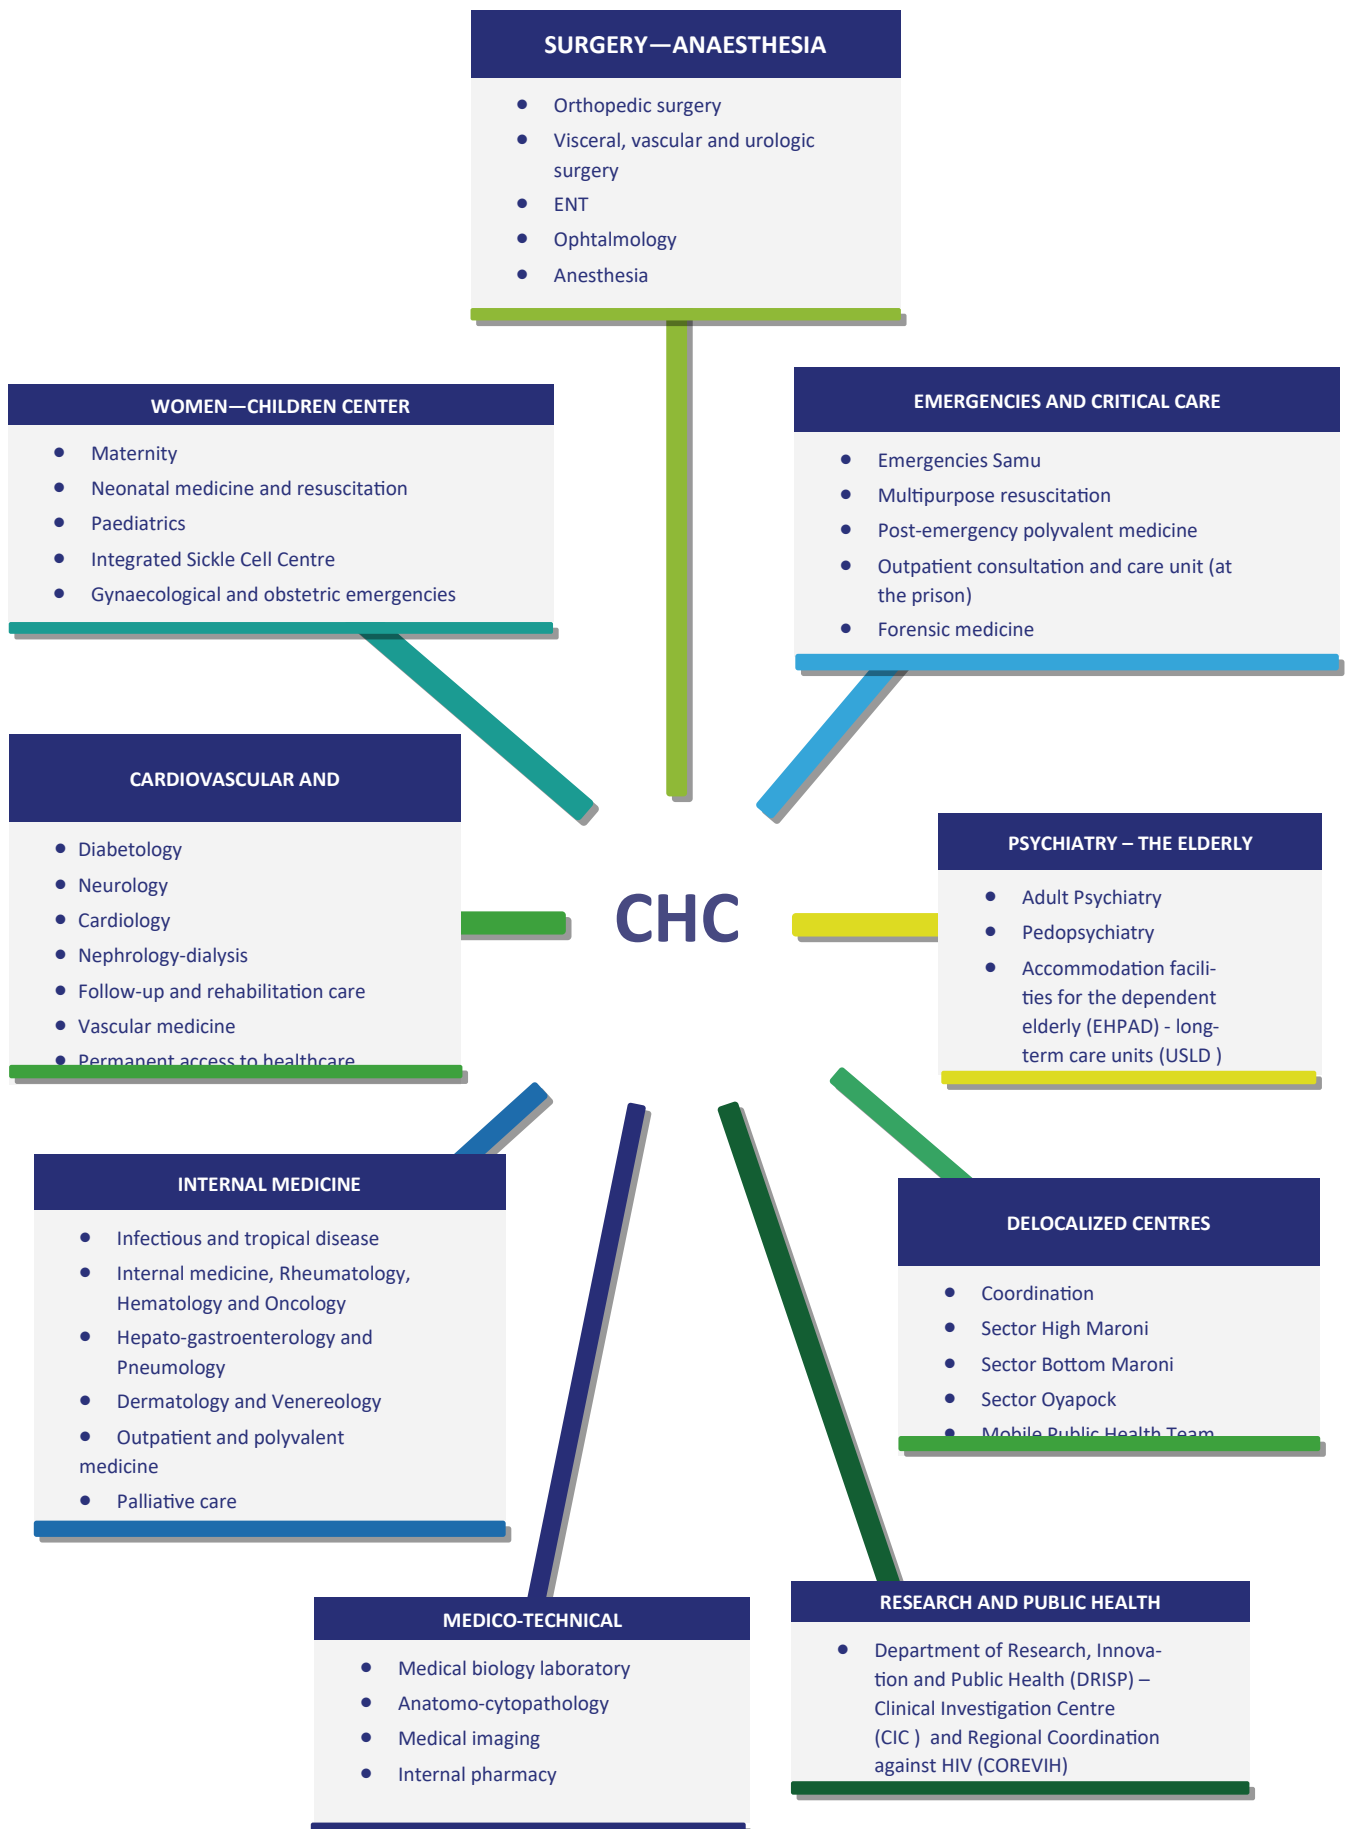 SURGERY—ANAESTHESIA
• Orthopedic surgery
• Visceral, vascular and urologic
surgery
• ENT
• Ophtalmology
• Anesthesia
WOMEN—CHILDREN CENTER
• Maternity
• Neonatal medicine and resuscitation
• Paediatrics
• Integrated Sickle Cell Centre
• Gynaecological and obstetric emergencies
EMERGENCIES AND CRITICAL CARE
• Emergencies Samu
• Multipurpose resuscitation
• Post-emergency polyvalent medicine
• Outpatient consultation and care unit (at
the prison)
• Forensic medicine
CARDIOVASCULAR AND
• Diabetology
• Neurology
• Cardiology
• Nephrology-dialysis
• Follow-up and rehabilitation care
• Vascular medicine
• Permanent access to healthcare
CHC
PSYCHIATRY – THE ELDERLY
• Adult Psychiatry
• Pedopsychiatry
• Accommodation facili-
ties for the dependent
elderly (EHPAD) - long-
term care units (USLD )
INTERNAL MEDICINE
• Infectious and tropical disease
• Internal medicine, Rheumatology,
Hematology and Oncology
• Hepato-gastroenterology and
Pneumology
• Dermatology and Venereology
• Outpatient and polyvalent
medicine
• Palliative care
DELOCALIZED CENTRES
• Coordination
• Sector High Maroni
• Sector Bottom Maroni
• Sector Oyapock
• Mobile Public Health Team
MEDICO-TECHNICAL
• Medical biology laboratory
• Anatomo-cytopathology
• Medical imaging
• Internal pharmacy
RESEARCH AND PUBLIC HEALTH
• Department of Research, Innova-
tion and Public Health (DRISP) –
Clinical Investigation Centre
(CIC ) and Regional Coordination
against HIV (COREVIH)